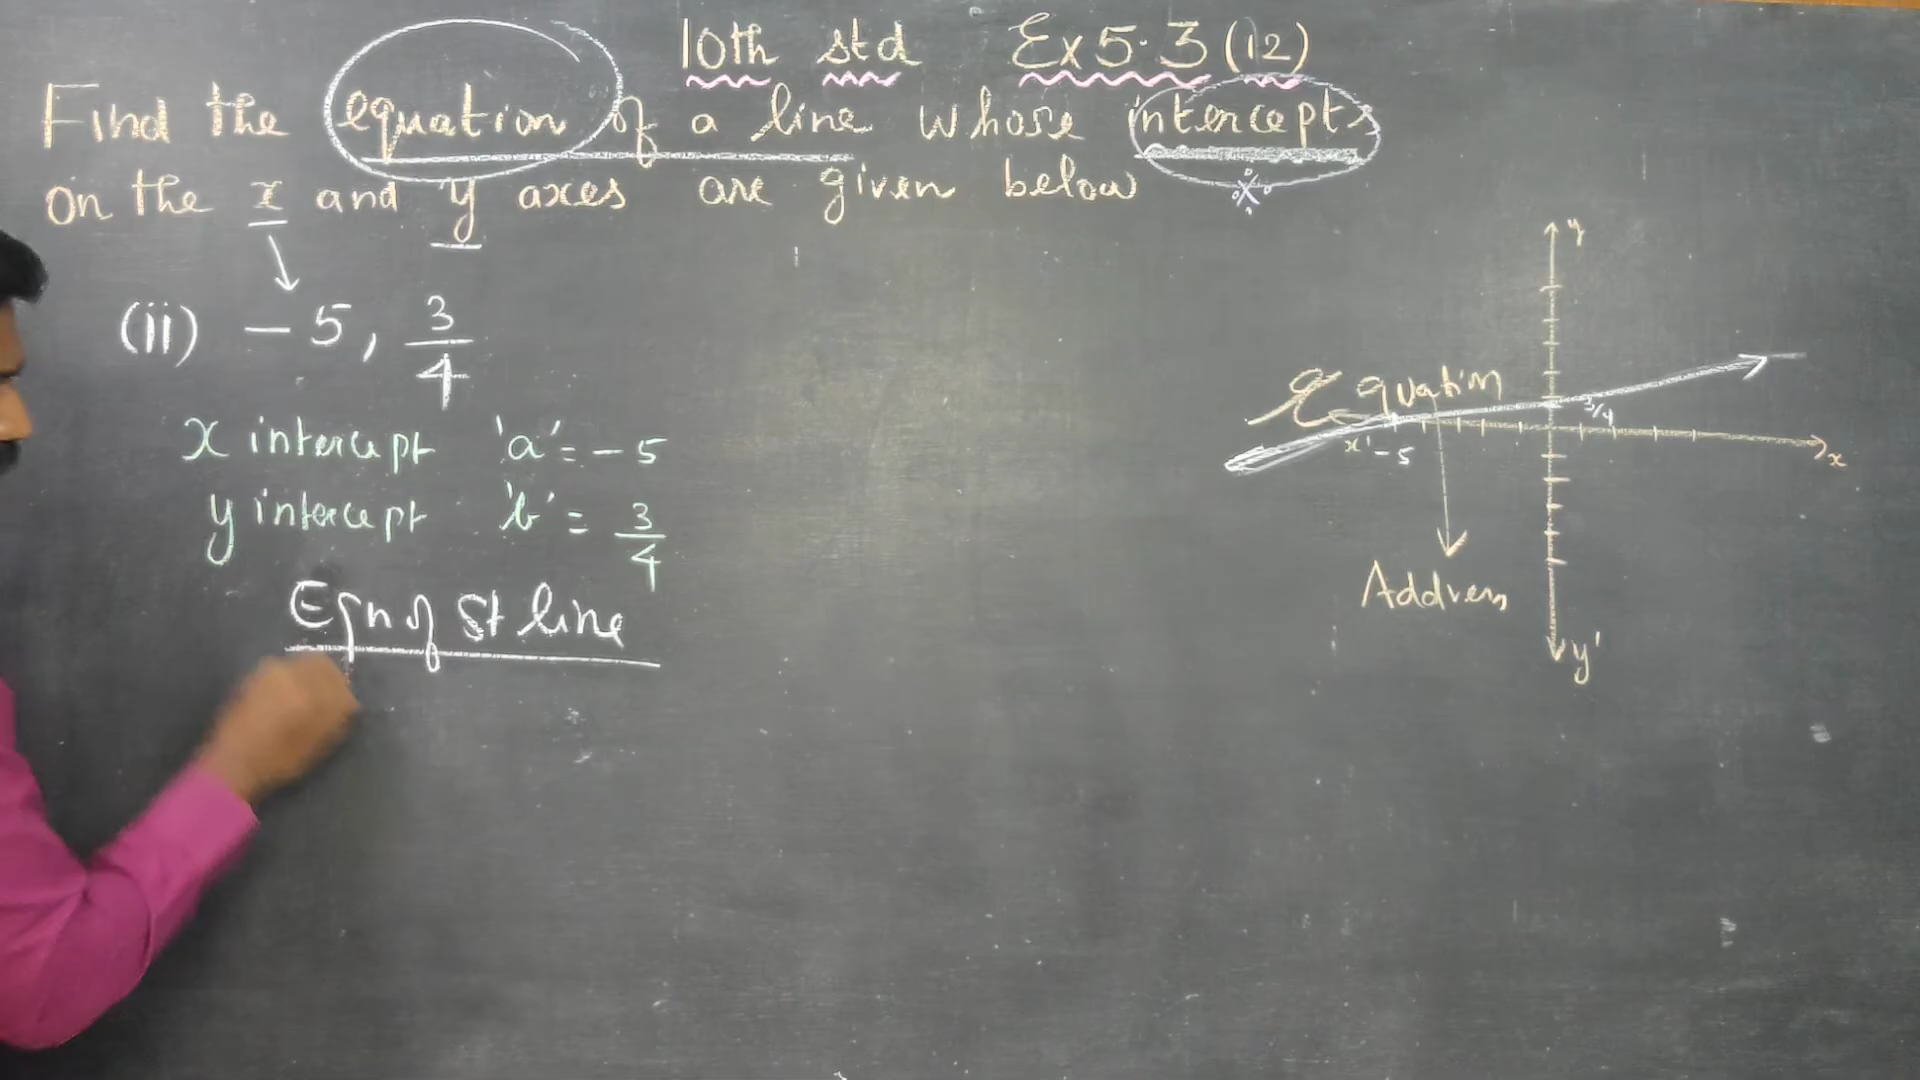 10th std Ex 5.3 (12)
Find the equation of a line whose intercepts
on the x and y axes are given below
(ii) -5, 3/4
x intercept 'a' = -5
y intercept 'b' = 3/4
Eqn of St line
y
Equation
3/4
x' -5
x
Address
y'